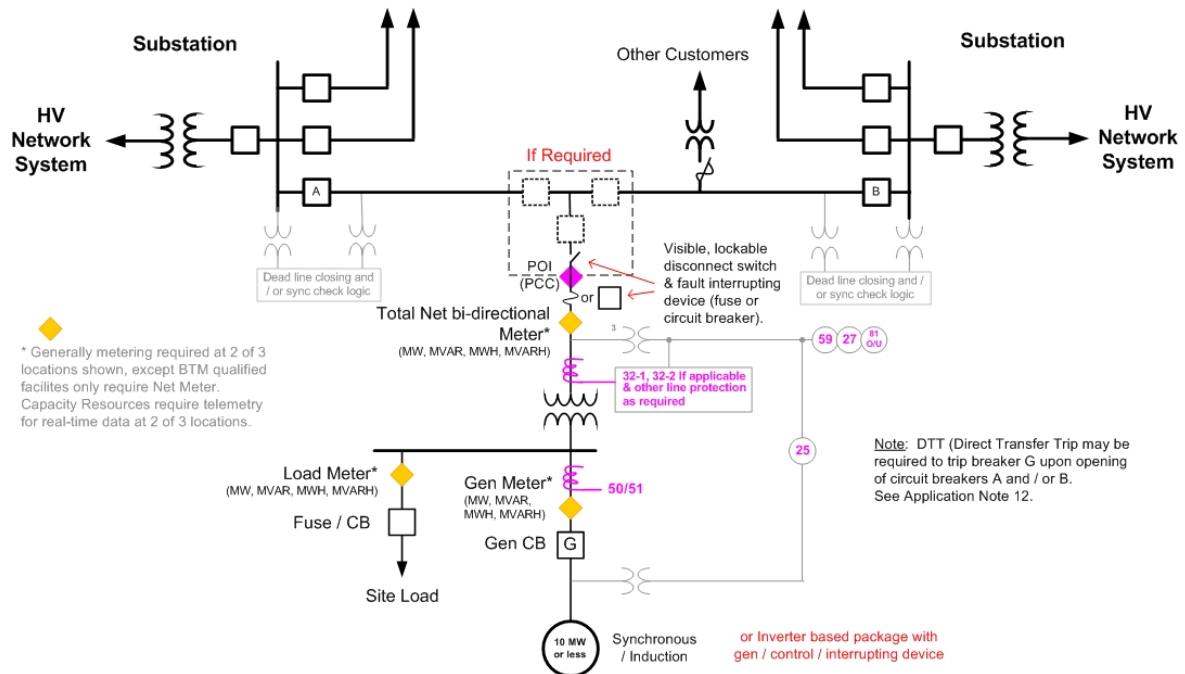 Substation
Substation
HV
Network
System
HV
Network
System
Other Customers
If Required
A
B
Dead line closing and
/ or sync check logic
Dead line closing and /
or sync check logic
POI
(PCC)
or
Visible, lockable
disconnect switch
& fault interrupting
device (fuse or
circuit breaker).
Total Net bi-directional
Meter*
(MW, MVAR, MWH, MVARH)
3
59
27
81
O/U
32-1, 32-2 If applicable
& other line protection
as required
* Generally metering required at 2 of 3
locations shown, except BTM qualified
facilites only require Net Meter.
Capacity Resources require telemetry
for real-time data at 2 of 3 locations.
25
Note: DTT (Direct Transfer Trip may be
required to trip breaker G upon opening
of circuit breakers A and / or B.
See Application Note 12.
Load Meter*
(MW, MVAR, MWH, MVARH)
Fuse / CB
Site Load
Gen Meter*
(MW, MVAR,
MWH, MVARH)
50/51
Gen CB
G
10 MW
or less
Synchronous
/ Induction
or Inverter based package with
gen / control / interrupting device